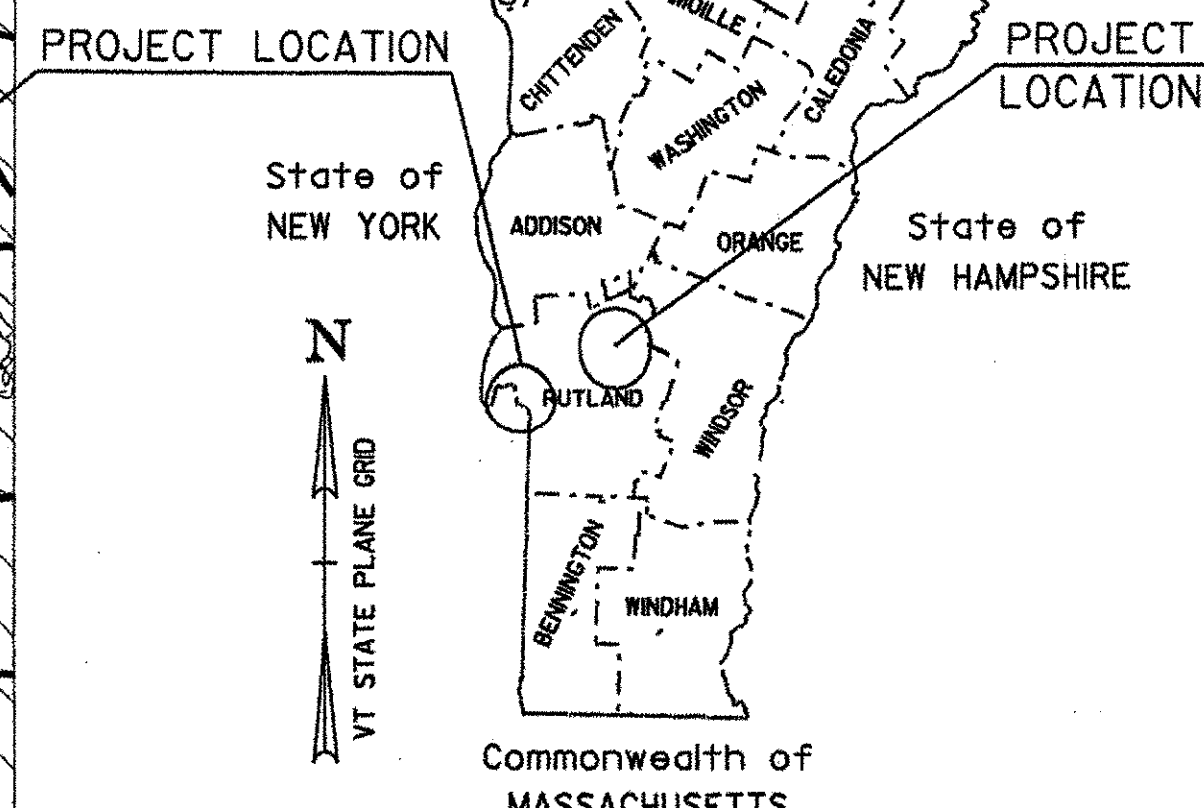 PROJECT LOCATION
PROJECT
LOCATION
CHITTENDEN
CALEDONIA
WASHINGTON
State of
NEW YORK
ADDISON
ORANGE
State of
NEW HAMPSHIRE
N
RUTLAND
WINDSOR
VT STATE PLANE GRID
BENNINGTON
WINDHAM
Commonwealth of
MASSACHUSETTS